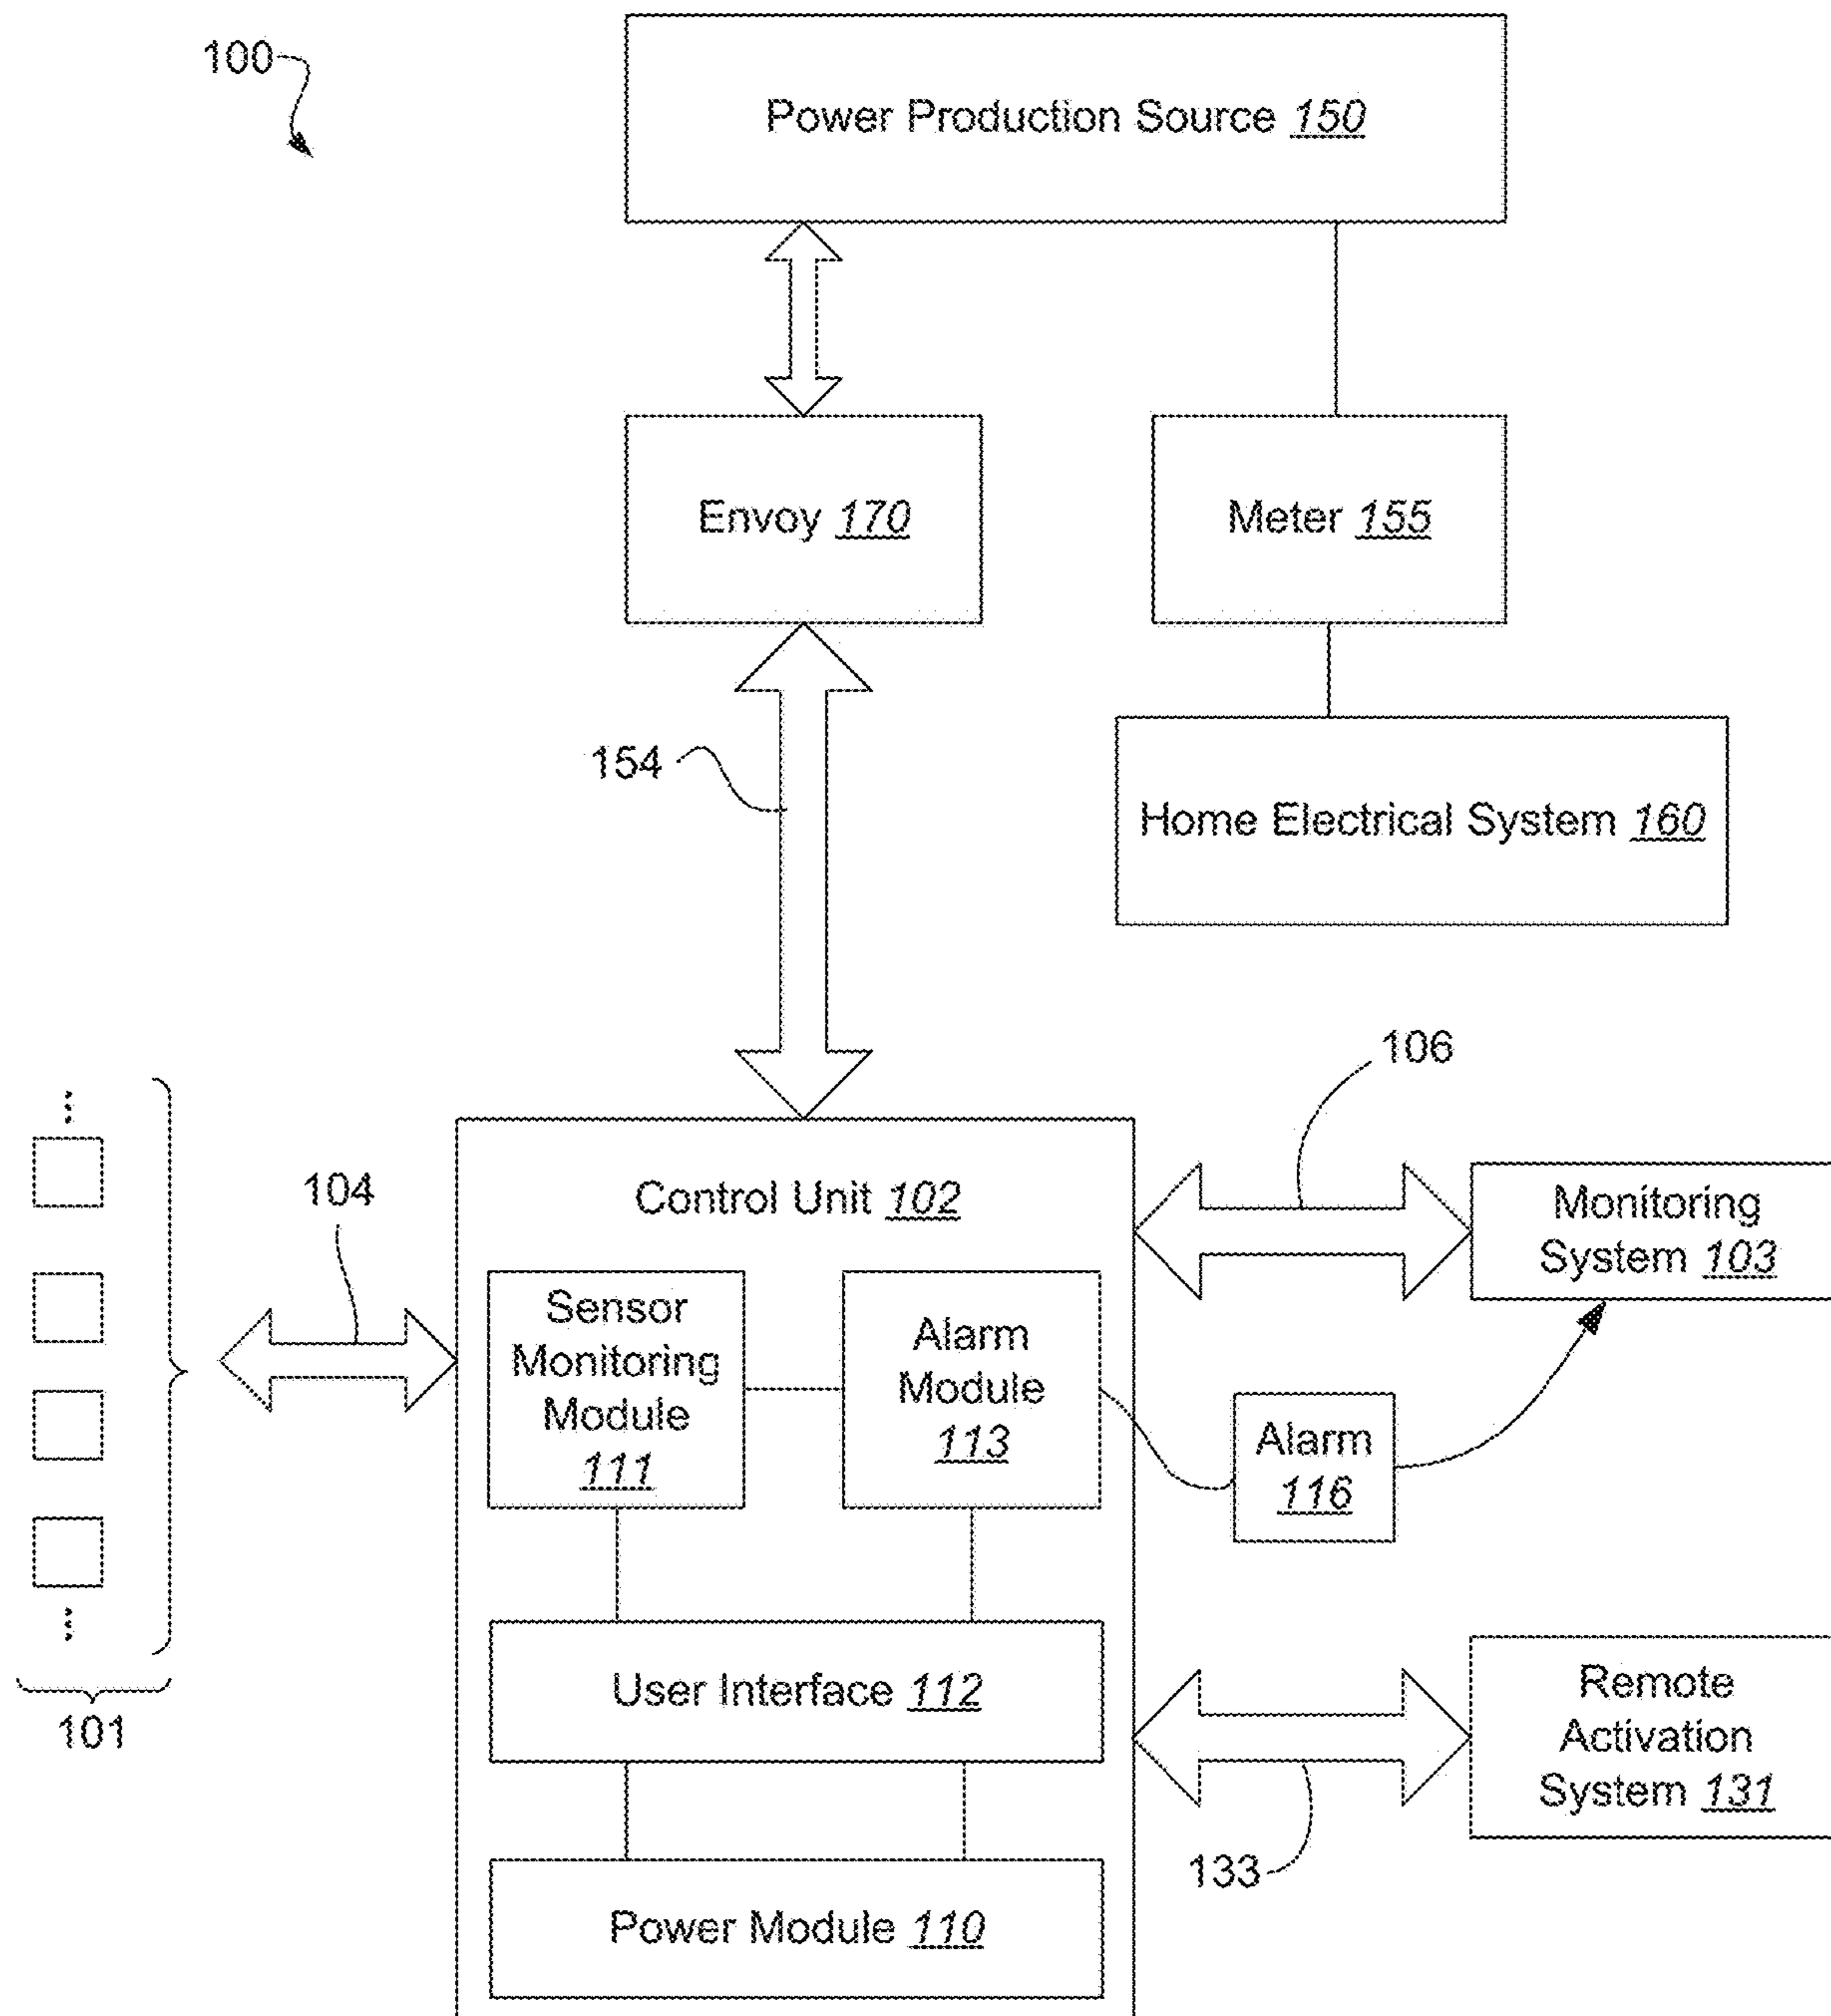 100
Power Production Source 150
Envoy 170
Meter 155
154
Home Electrical System 160
106
...
104
Control Unit 102
Monitoring
System 103
Sensor
Monitoring
Module
111
Alarm
Module
113
Alarm
116
...
101
User Interface 112
Remote
Activation
System 131
133
Power Module 110